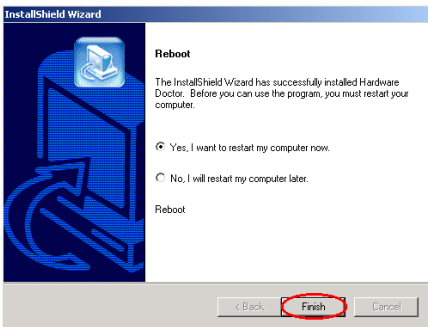 InstallShield Wizard
Reboot
The InstallShield Wizard has successfully installed Hardware
Doctor. Before you can use the program, you must restart your
computer.
Yes, I want to restart my computer now.
No, I will restart my computer later.
Reboot
< Back Finish Cancel